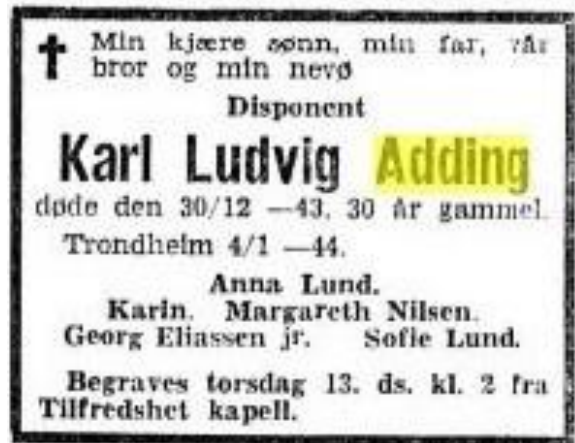 Min kjære sønn, min far, vår
bror og min nevø
Disponent
Karl Ludvig Adding
døde den 30/12 —43, 30 år gammel.
Trondheim 4/1 —44.
Anna Lund.
Karin. Margareth Nilsen.
Georg Eliassen jr. Sofie Lund.
Begraves torsdag 13. ds. kl. 2 fra
Tilfredshet kapell.